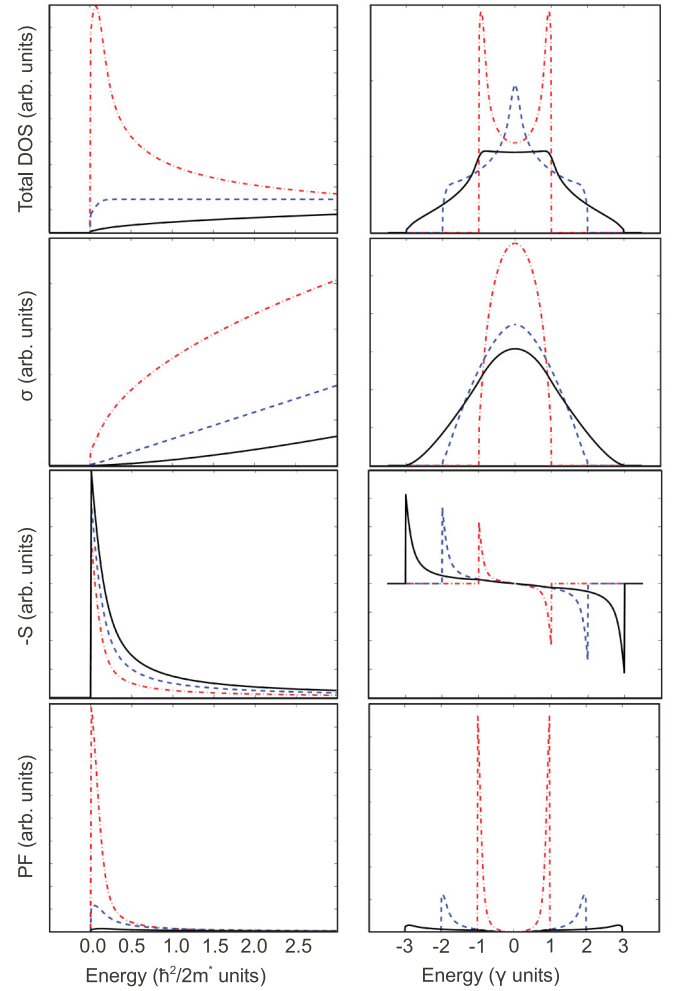 Total DOS (arb. units)
σ (arb. units)
-S (arb. units)
PF (arb. units)
0.0 0.5 1.0 1.5 2.0 2.5
Energy (ħ²/2m* units)
-3 -2 -1 0 1 2 3
Energy (γ units)